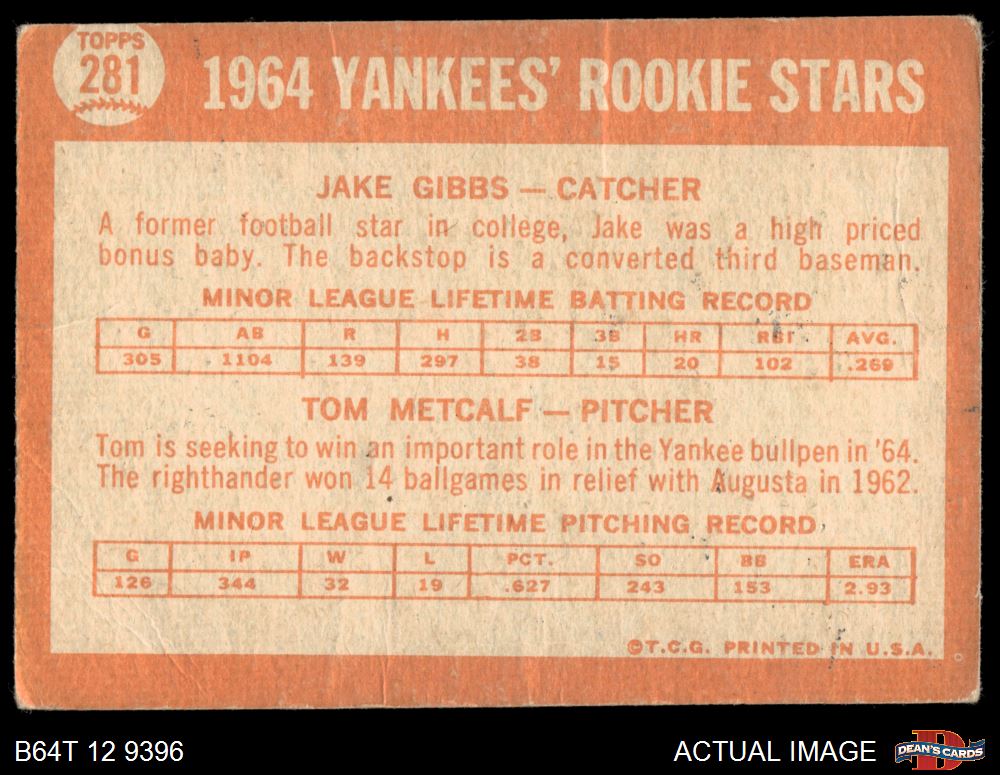 TOPPS
281
1964 YANKEES' ROOKIE STARS
JAKE GIBBS — CATCHER
A former football star in college, Jake was a high priced
bonus baby. The backstop is a converted third baseman.
MINOR LEAGUE LIFETIME BATTING RECORD
G AB R H 2B 3B HR RBI AVG.
305 1104 139 297 38 15 20 102 .269
TOM METCALF — PITCHER
Tom is seeking to win an important role in the Yankee bullpen in '64.
The righthander won 14 ballgames in relief with Augusta in 1962.
MINOR LEAGUE LIFETIME PITCHING RECORD
G IP W L PCT. SO BB ERA
126 344 32 19 .627 243 153 2.93
©T.C.G. PRINTED IN U.S.A.
B64T 12 9396
ACTUAL IMAGE
DEAN'S CARDS